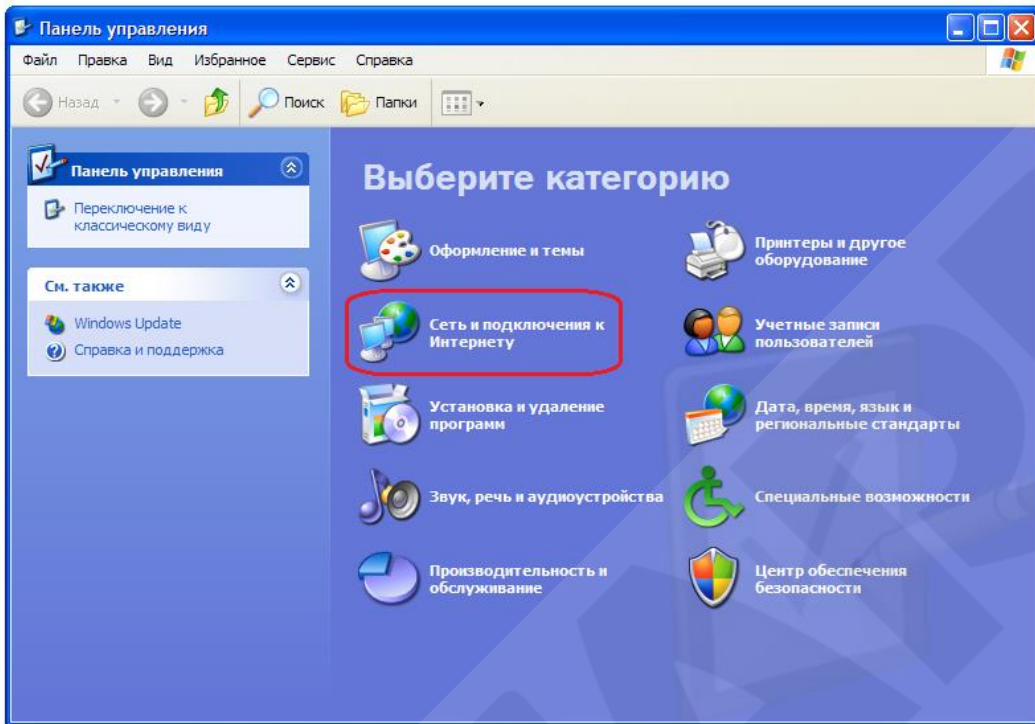 Панель управления
Файл Правка Вид Избранное Сервис Справка
Назад Поиск Папки
Панель управления
Переключение к
классическому виду
См. также
Windows Update
Справка и поддержка
Выберите категорию
Оформление и темы
Принтеры и другое
оборудование
Сеть и подключения к
Интернету
Учетные записи
пользователей
Установка и удаление
программ
Дата, время, язык и
региональные стандарты
Звук, речь и аудиоустройства
Специальные возможности
Производительность и
обслуживание
Центр обеспечения
безопасности